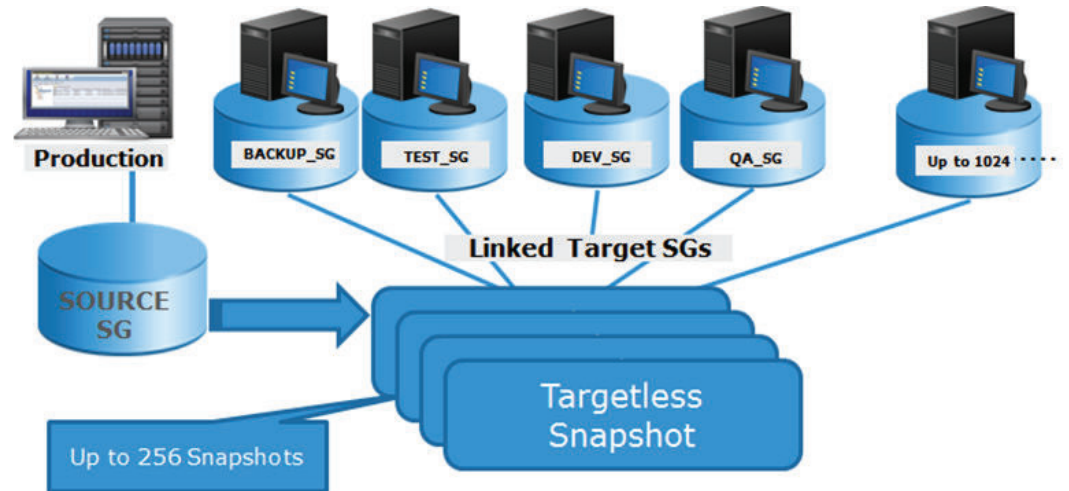 Production
BACKUP_SG
TEST_SG
DEV_SG
QA_SG
Up to 1024 ·····
Linked Target SGs
SOURCE
SG
Targetless
Snapshot
Up to 256 Snapshots